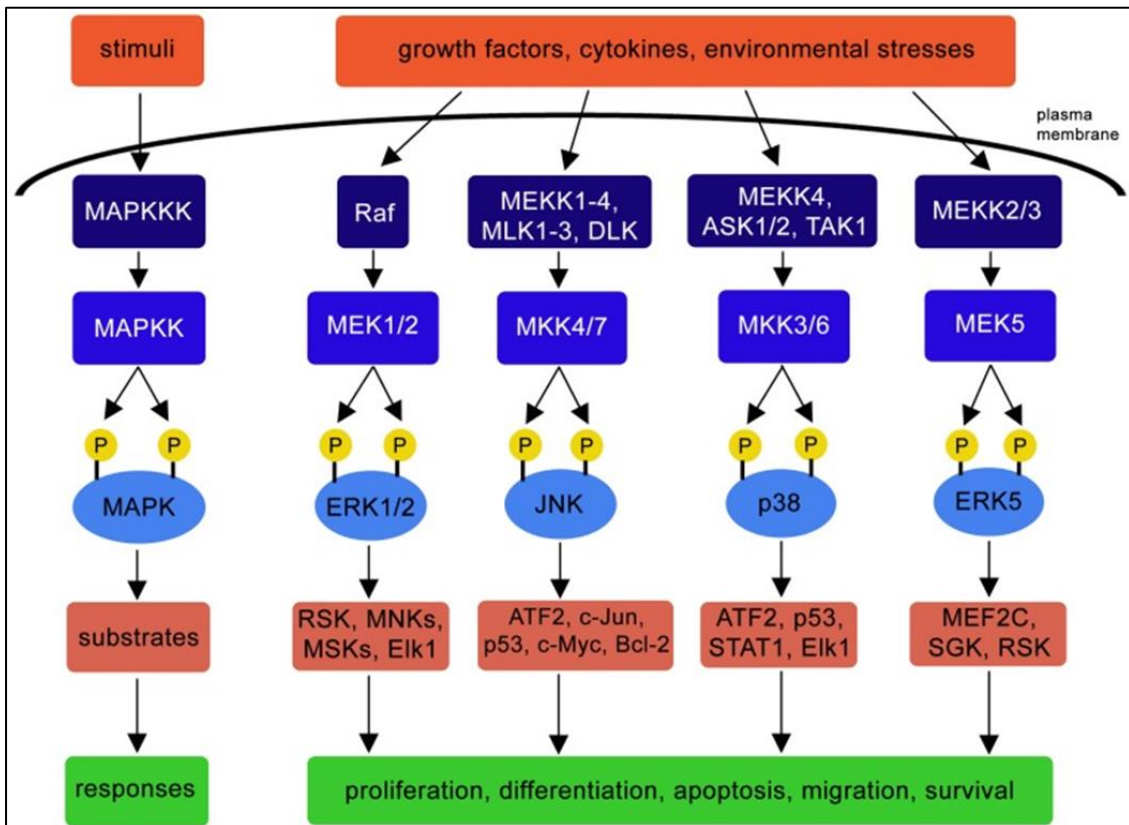 stimuli
growth factors, cytokines, environmental stresses
plasma
membrane
MAPKKK
Raf
MEKK1-4,
MLK1-3, DLK
MEKK4,
ASK1/2, TAK1
MEKK2/3
MAPKK
MEK1/2
MKK4/7
MKK3/6
MEK5
P
P
P
P
P
P
P
P
P
P
MAPK
ERK1/2
JNK
p38
ERK5
substrates
RSK, MNKs,
MSKs, Elk1
ATF2, c-Jun,
p53, c-Myc, Bcl-2
ATF2, p53,
STAT1, Elk1
MEF2C,
SGK, RSK
responses
proliferation, differentiation, apoptosis, migration, survival